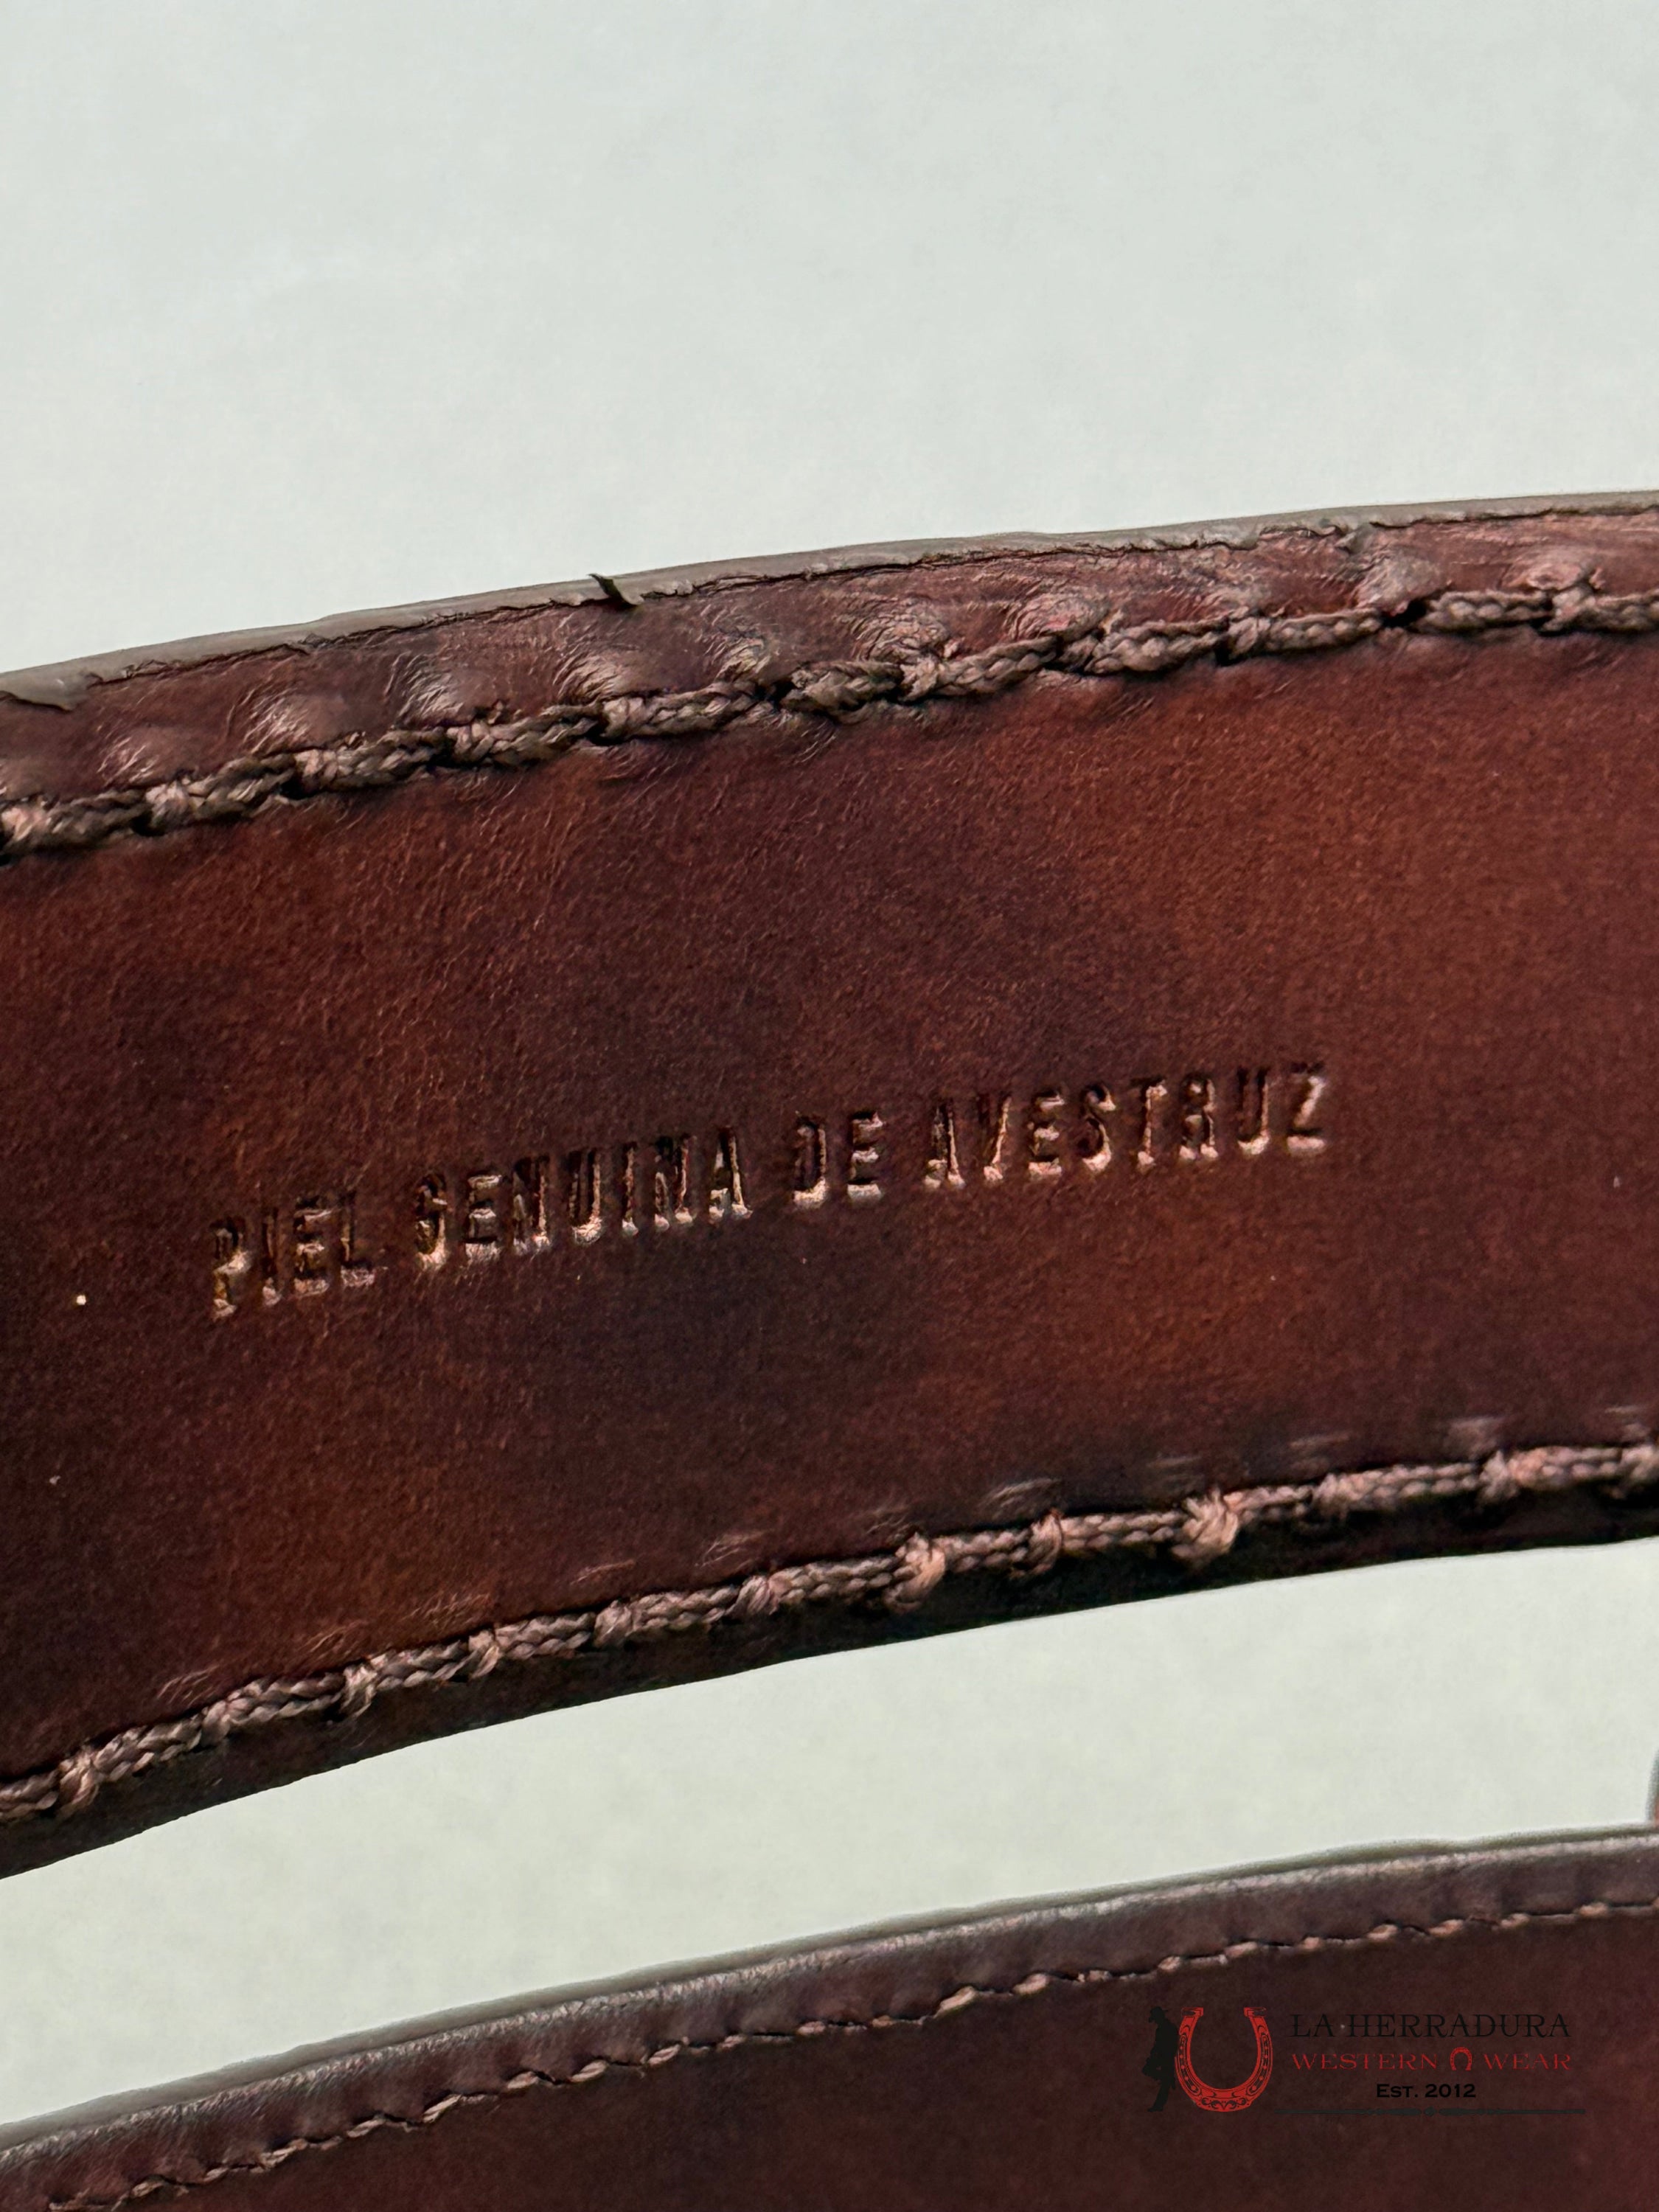 PIEL GENUINA DE AVESTRUZ
LA HERRADURA
WESTERN WEAR
EST. 2012